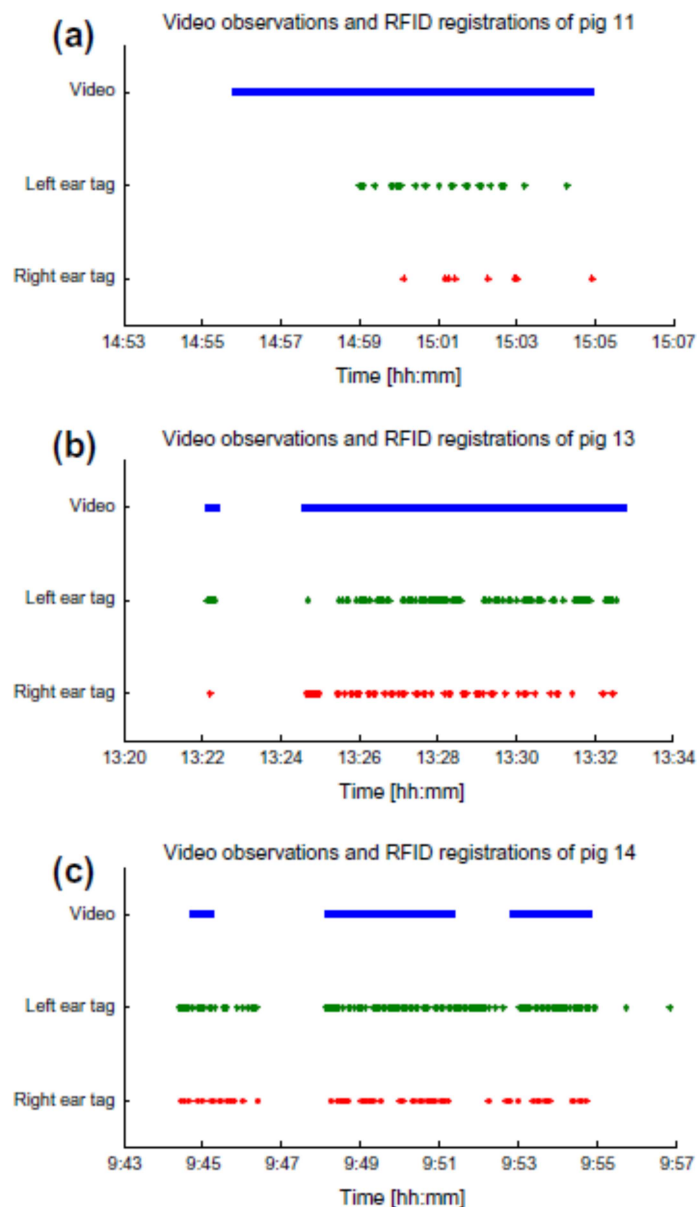 (a)
Video observations and RFID registrations of pig 11
Video
Left ear tag
Right ear tag
14:53 14:55 14:57 14:59 15:01 15:03 15:05 15:07
Time [hh:mm]
(b)
Video observations and RFID registrations of pig 13
Video
Left ear tag
Right ear tag
13:20 13:22 13:24 13:26 13:28 13:30 13:32 13:34
Time [hh:mm]
(c)
Video observations and RFID registrations of pig 14
Video
Left ear tag
Right ear tag
9:43 9:45 9:47 9:49 9:51 9:53 9:55 9:57
Time [hh:mm]